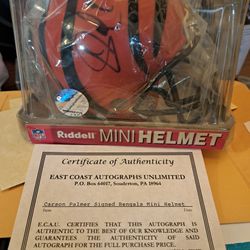 Riddell MINI HELMET
NFL
Certificate of Authenticity
EAST COAST AUTOGRAPHS UNLIMITED
P.O. Box 64017, Souderton, PA 18964
Carson Palmer Signed Bengals Mini Helmet
Item
E.C.A.U. CERTIFIES THAT THIS AUTOGRAPH IS
AUTHENTIC TO THE BEST OF OUR KNOWLEDGE AND
GUARANTEES THE AUTHENTICITY OF SAID
AUTOGRAPH FOR THE FULL PURCHASE PRICE.